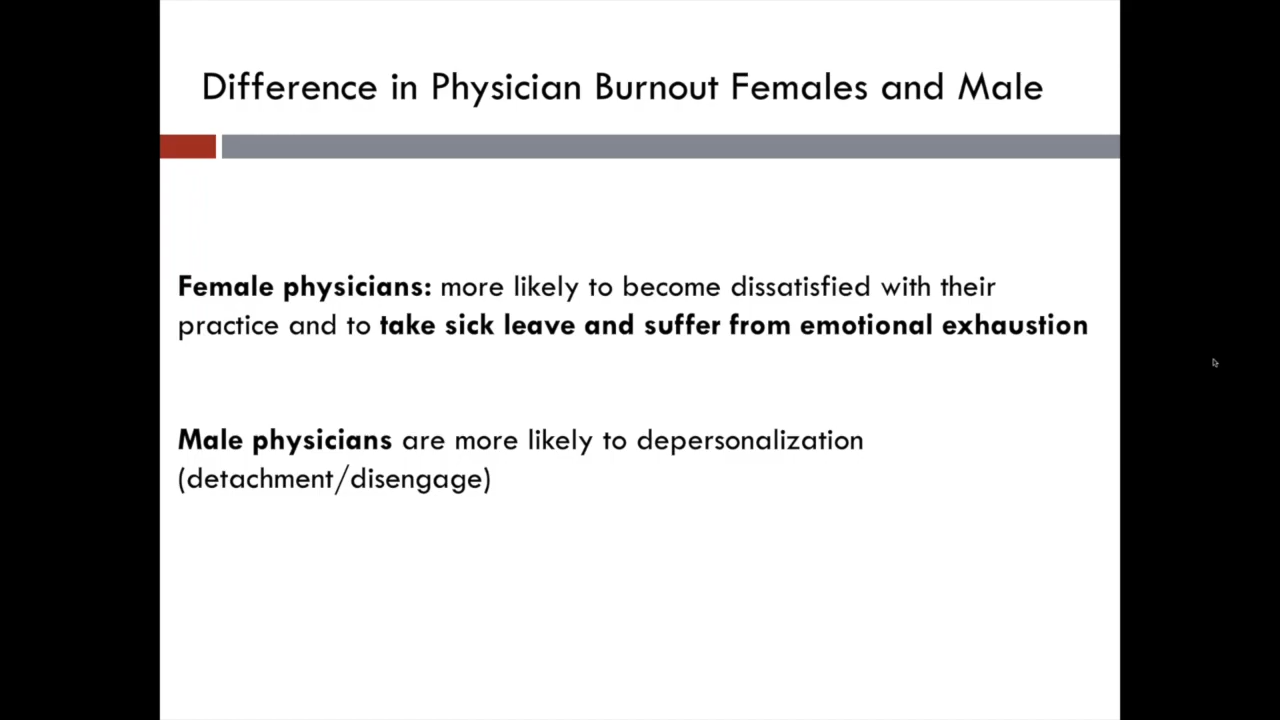 Difference in Physician Burnout Females and Male
Female physicians: more likely to become dissatisfied with their
practice and to take sick leave and suffer from emotional exhaustion
Male physicians are more likely to depersonalization
(detachment/disengage)